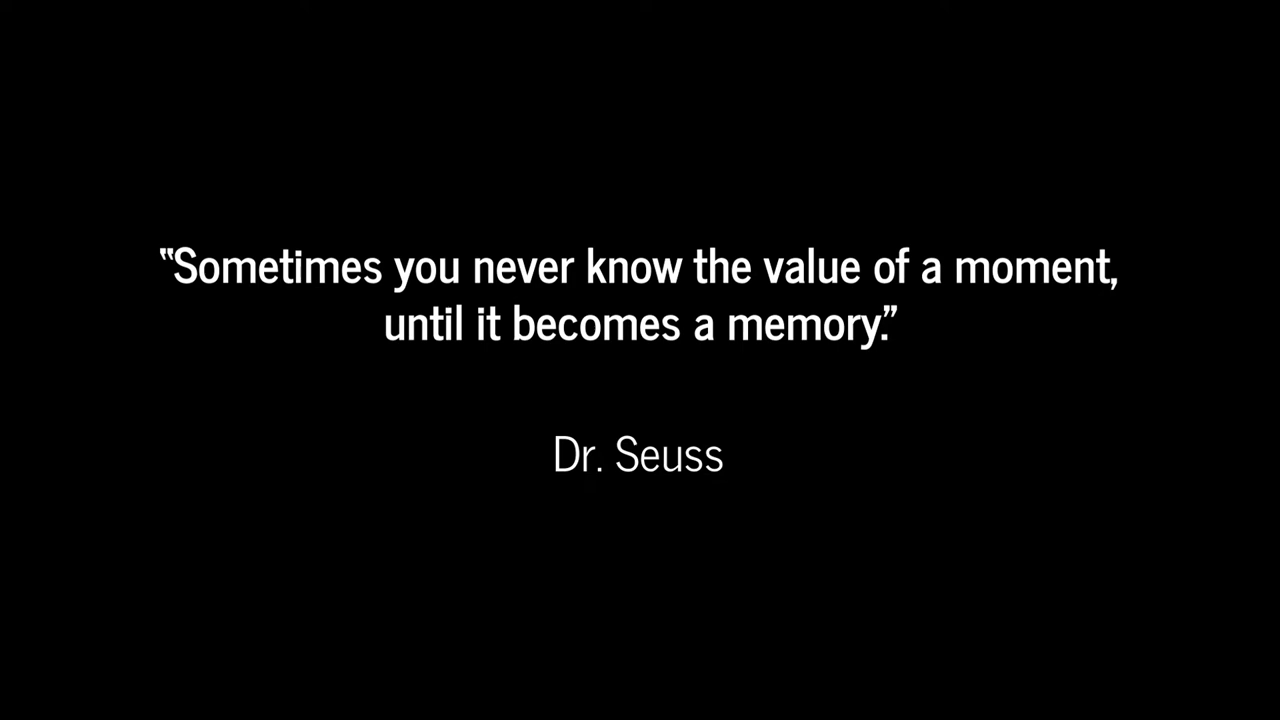 “Sometimes you never know the value of a moment,
until it becomes a memory.”
Dr. Seuss